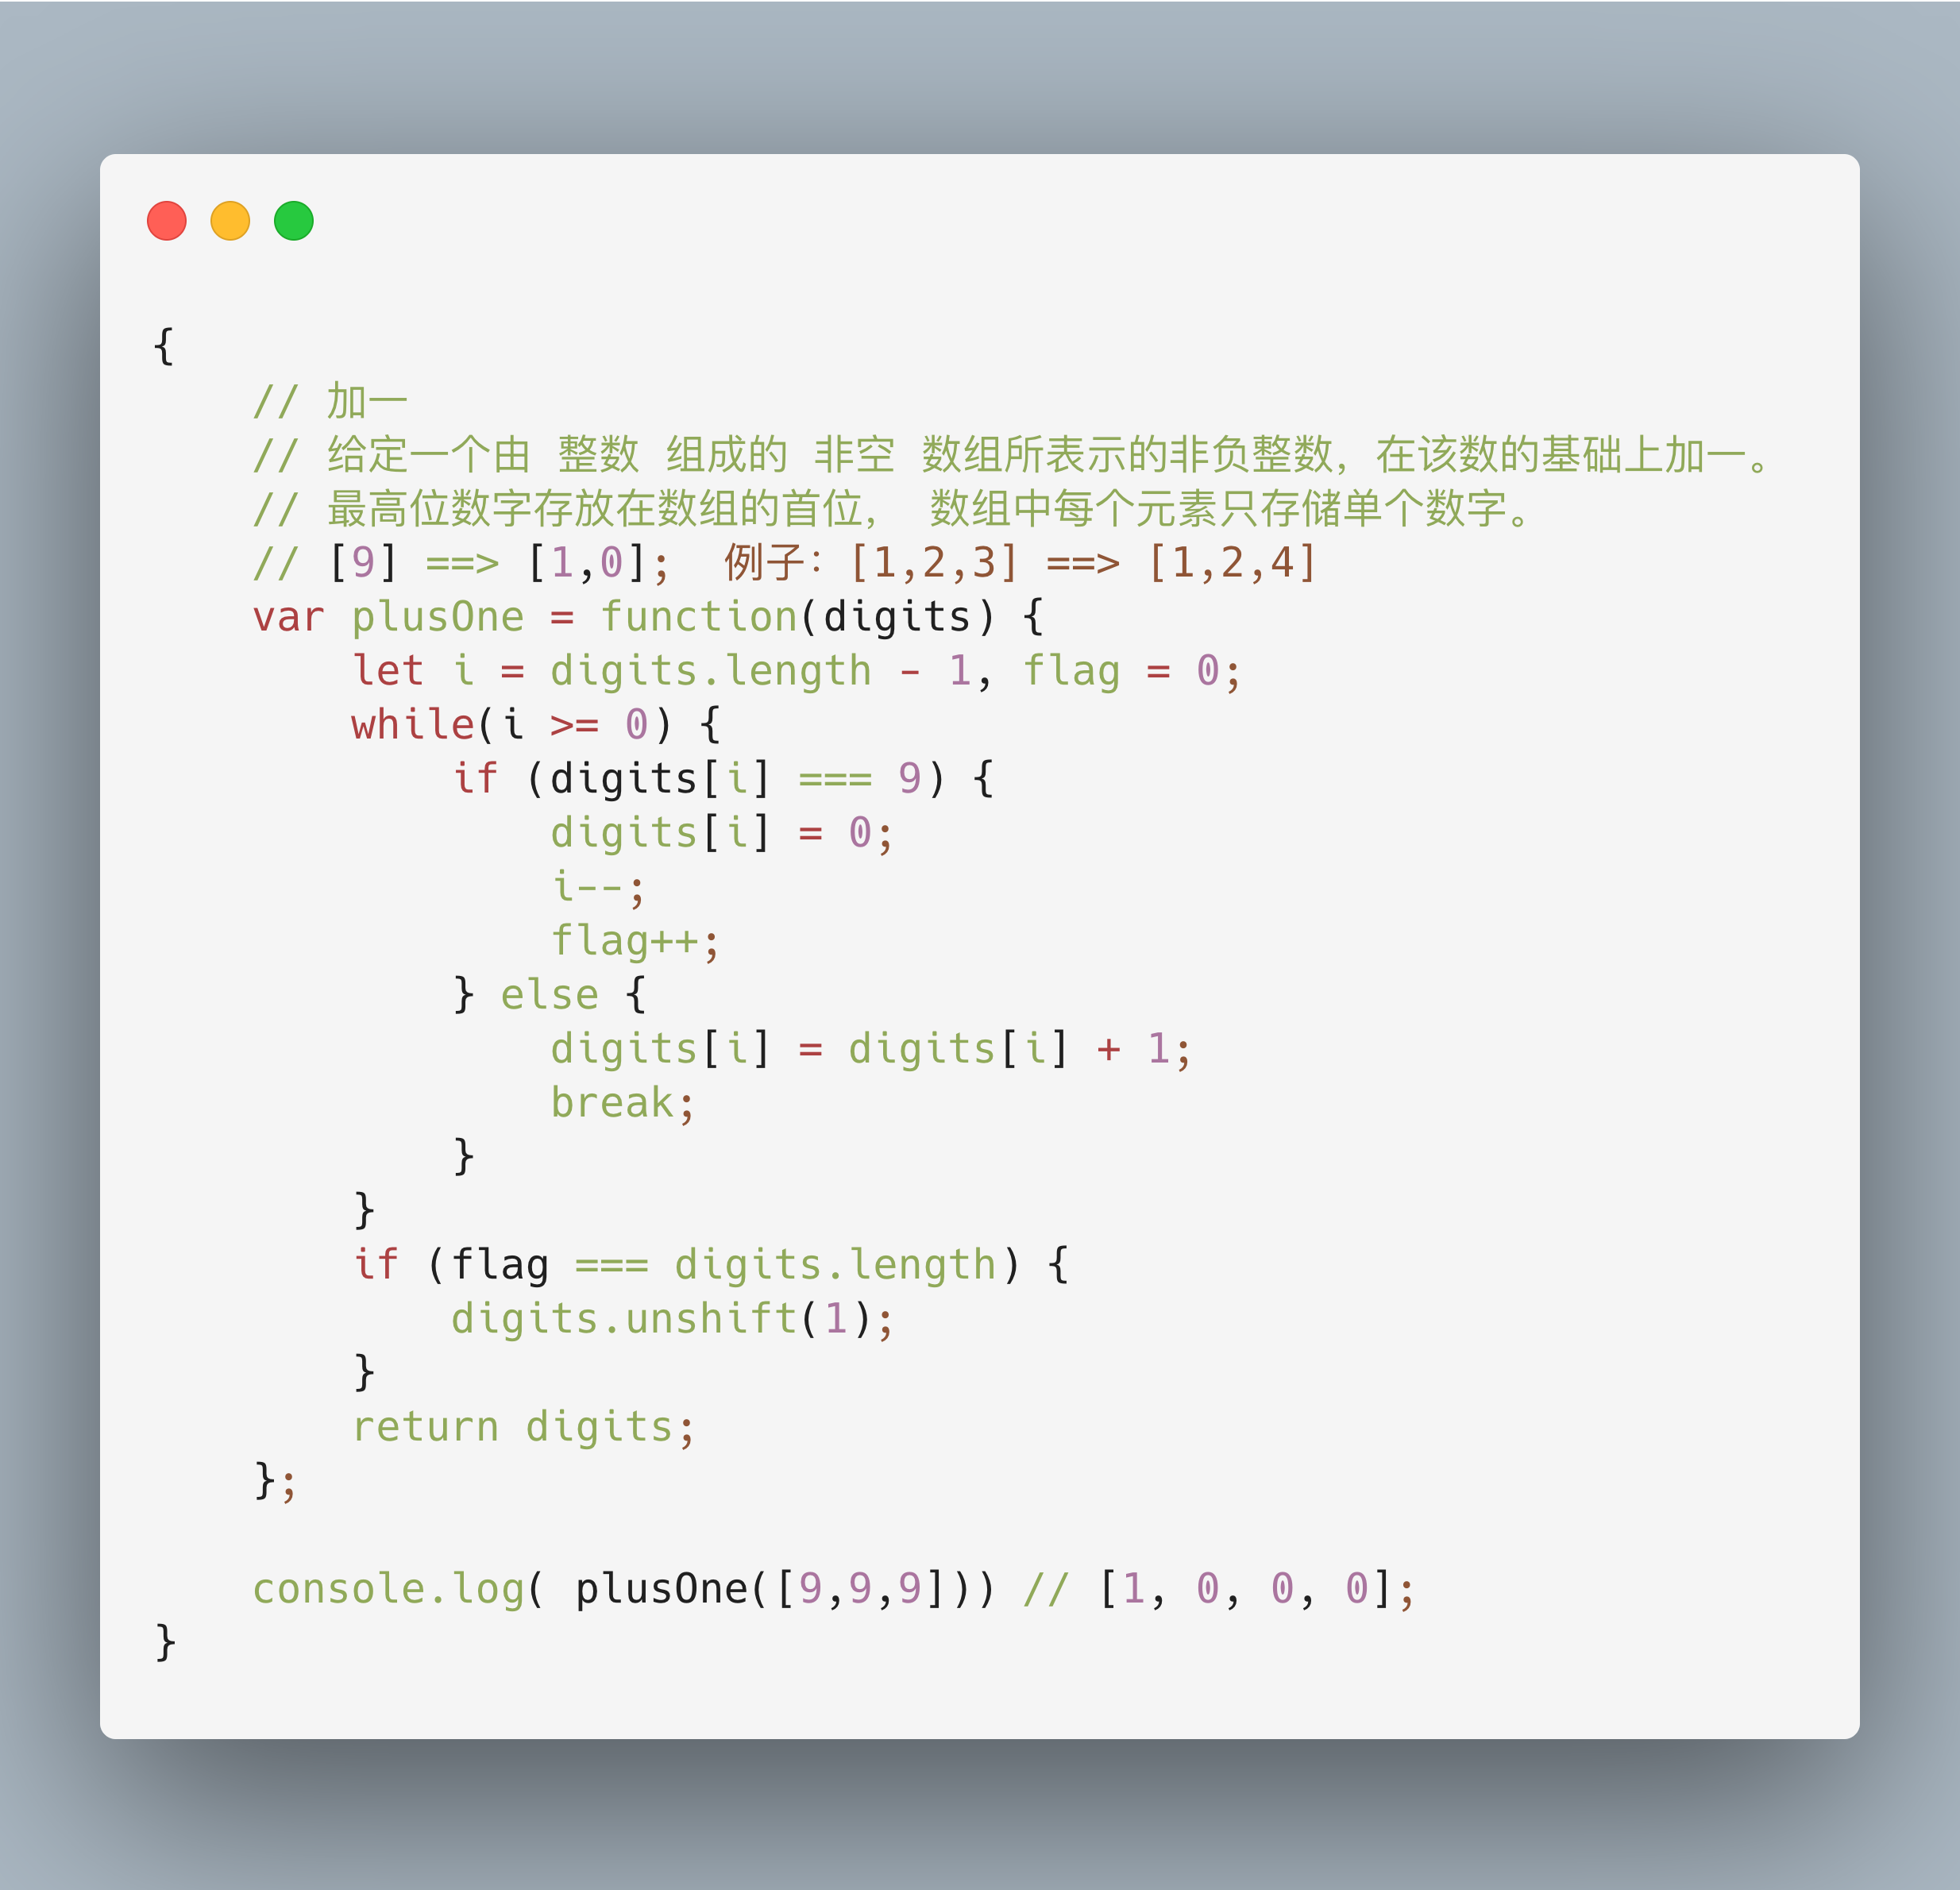 {
    // 加一
    // 给定一个由 整数 组成的 非空 数组所表示的非负整数，在该数的基础上加一。
    // 最高位数字存放在数组的首位， 数组中每个元素只存储单个数字。
    // [9] ==> [1,0];  例子：[1,2,3] ==> [1,2,4]
    var plusOne = function(digits) {
        let i = digits.length - 1, flag = 0;
        while(i >= 0) {
            if (digits[i] === 9) {
                digits[i] = 0;
                i--;
                flag++;
            } else {
                digits[i] = digits[i] + 1;
                break;
            }
        }
        if (flag === digits.length) {
            digits.unshift(1);
        }
        return digits;
    };

    console.log( plusOne([9,9,9])) // [1, 0, 0, 0];
}